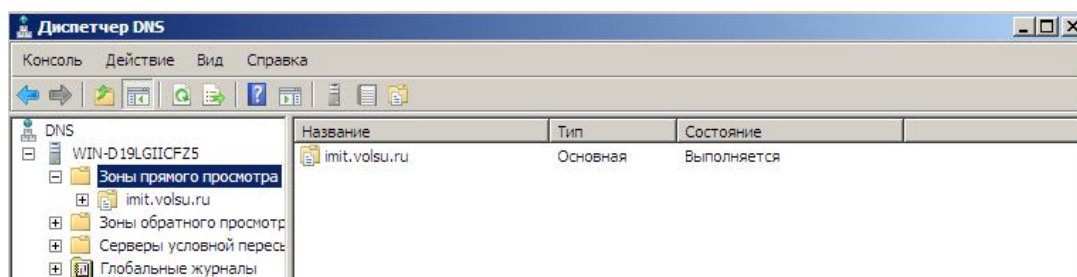 Диспетчер DNS
Консоль Действие Вид Справка
DNS
WIN-D19LGIICFZ5
Зоны прямого просмотра
imit.volsu.ru
Зоны обратного просмотр
Серверы условной пересы
Глобальные журналы
Название Тип Состояние
imit.volsu.ru Основная Выполняется